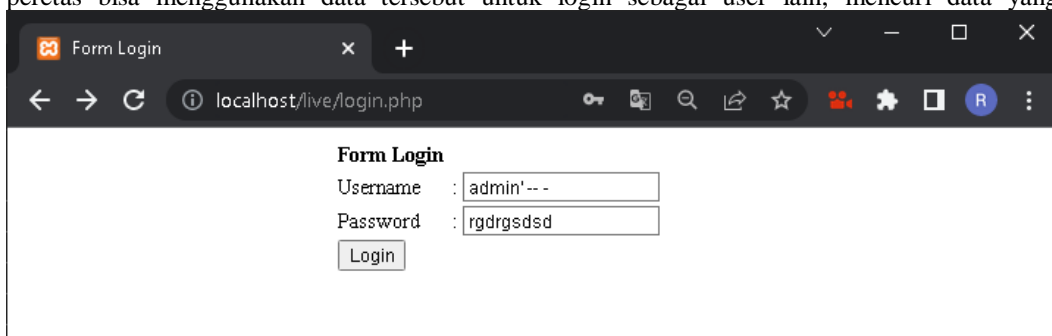 peretas bisa menggunakan data tersebut untuk login sebagai user lain, mencuri data yang
Form Login
localhost/live/login.php
R
Form Login
Username : admin'-- -
Password : rgdrgsdsd
Login